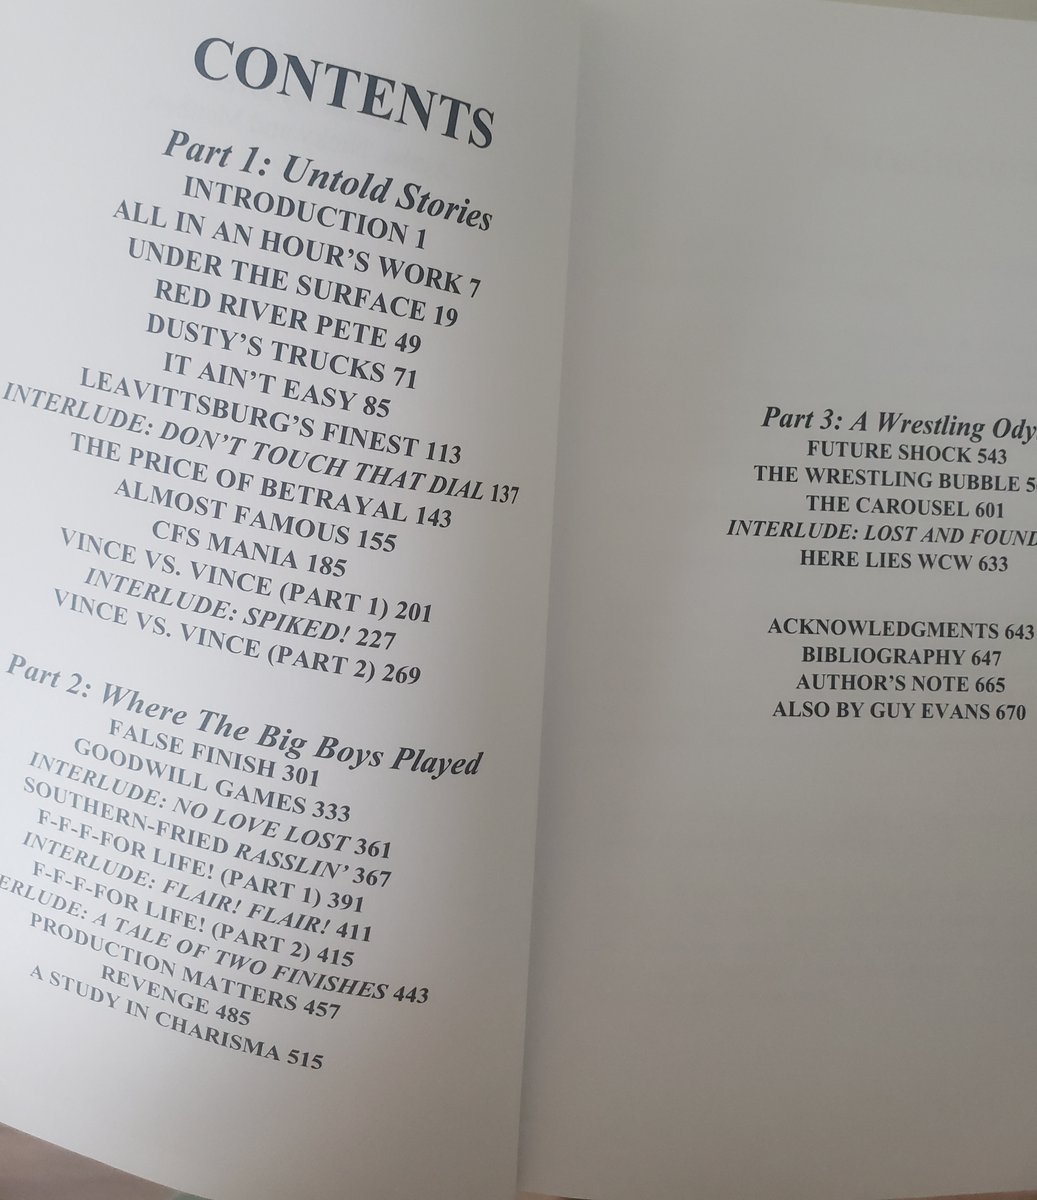 CONTENTS
Part 1: Untold Stories
INTRODUCTION 1
ALL IN AN HOUR'S WORK 7
UNDER THE SURFACE 19
RED RIVER PETE 49
DUSTY'S TRUCKS 71
IT AIN'T EASY 85
LEAVITTSBURG'S FINEST 113
INTERLUDE: DON'T TOUCH THAT DIAL 137
THE PRICE OF BETRAYAL 143
ALMOST FAMOUS 155
CFS MANIA 185
VINCE VS. VINCE (PART 1) 201
INTERLUDE: SPIKED! 227
VINCE VS. VINCE (PART 2) 269
Part 2: Where The Big Boys Played
FALSE FINISH 301
GOODWILL GAMES 333
INTERLUDE: NO LOVE LOST 361
SOUTHERN-FRIED RASSLIN' 367
F-F-F-FOR LIFE! (PART 1) 391
INTERLUDE: FLAIR! FLAIR! 411
F-F-F-FOR LIFE! (PART 2) 415
ERLUDE: A TALE OF TWO FINISHES 443
PRODUCTION MATTERS 457
REVENGE 485
A STUDY IN CHARISMA 515
Part 3: A Wrestling Ody
FUTURE SHOCK 543
THE WRESTLING BUBBLE 5
THE CAROUSEL 601
INTERLUDE: LOST AND FOUND
HERE LIES WCW 633
ACKNOWLEDGMENTS 643
BIBLIOGRAPHY 647
AUTHOR'S NOTE 665
ALSO BY GUY EVANS 670